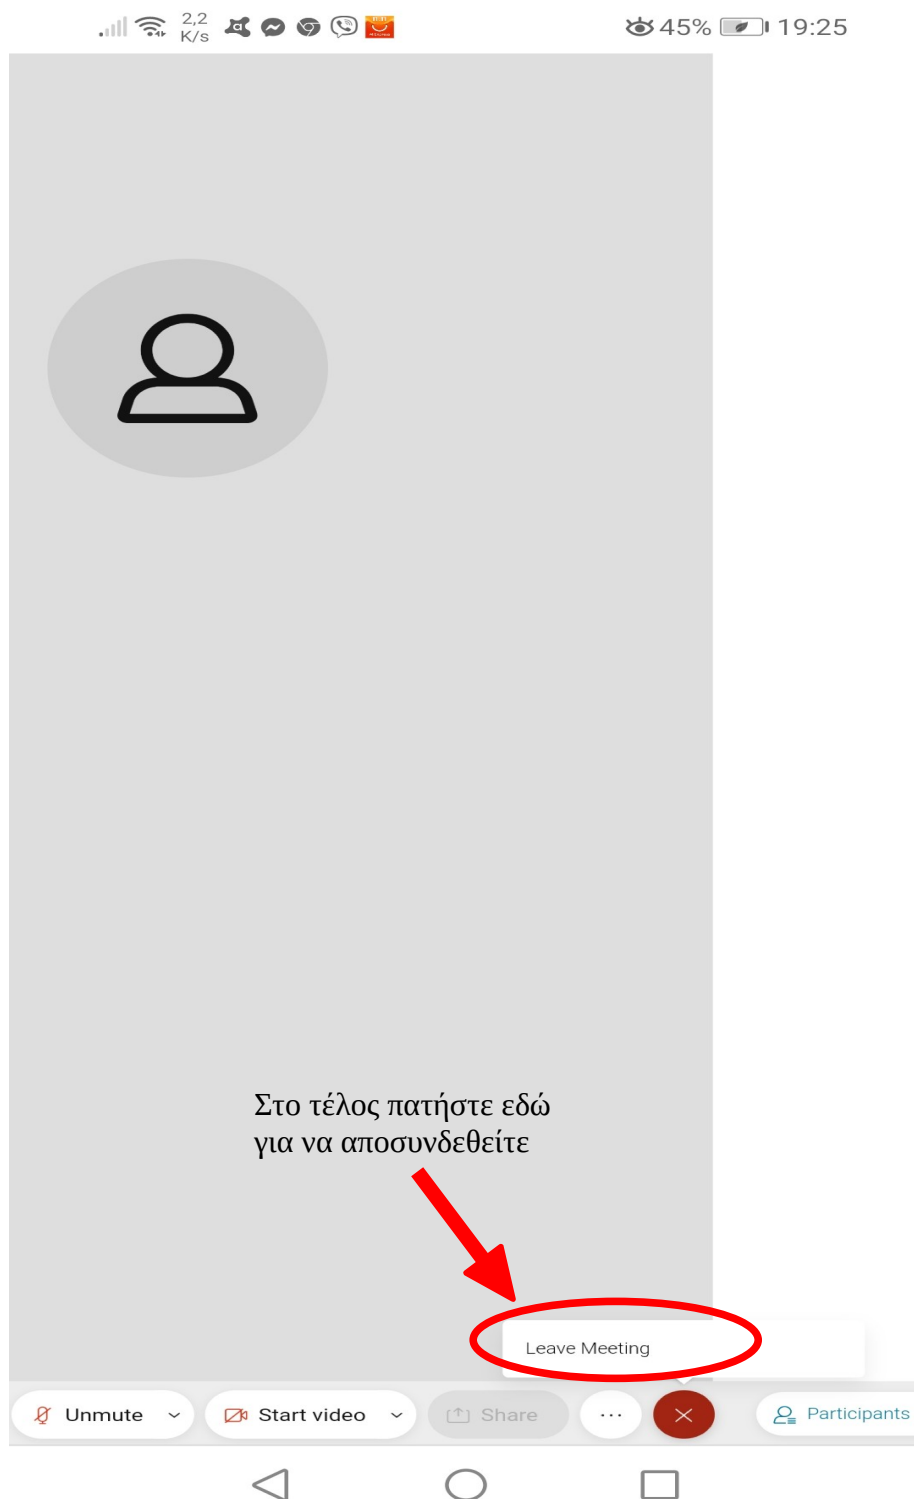 2,2
K/s
45%
19:25
Στο τέλος πατήστε εδώ
για να αποσυνδεθείτε
Leave Meeting
Unmute
Start video
Share
Participants